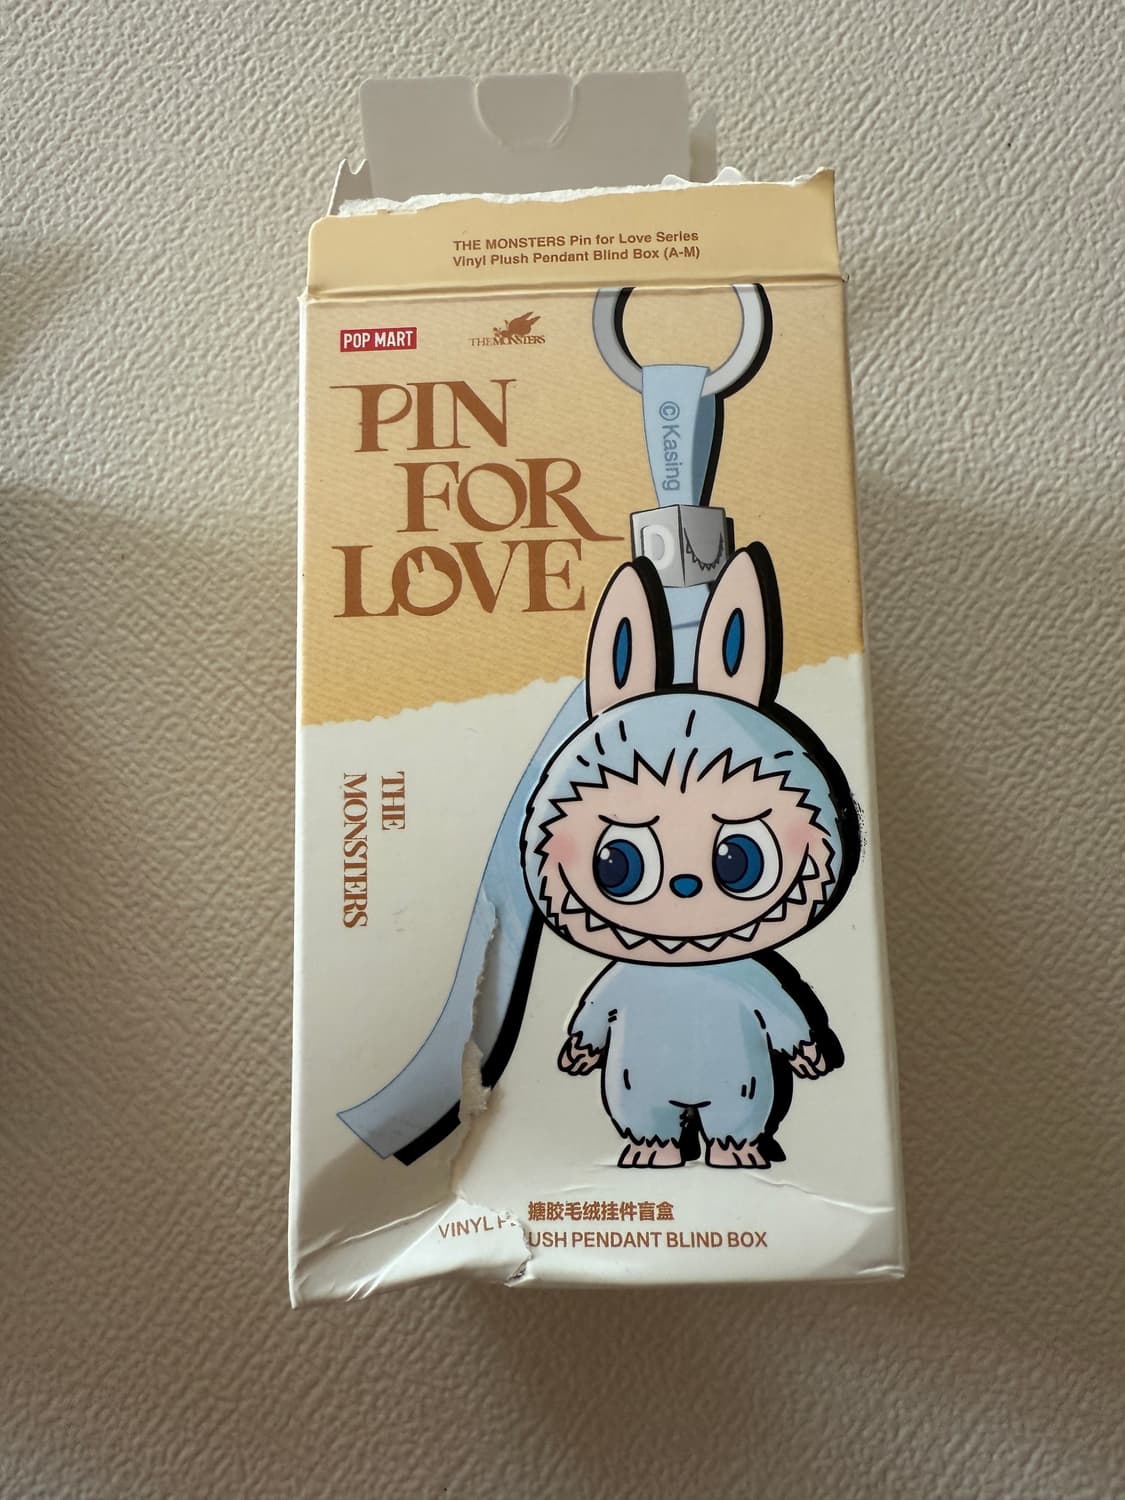 THE MONSTERS Pin for Love Series
Vinyl Plush Pendant Blind Box (A-M)
POP MART
THE MONSTERS
PIN
FOR
LOVE
© Kasing
D
THE
MONSTERS
搪胶毛绒挂件盲盒
VINYL P USH PENDANT BLIND BOX